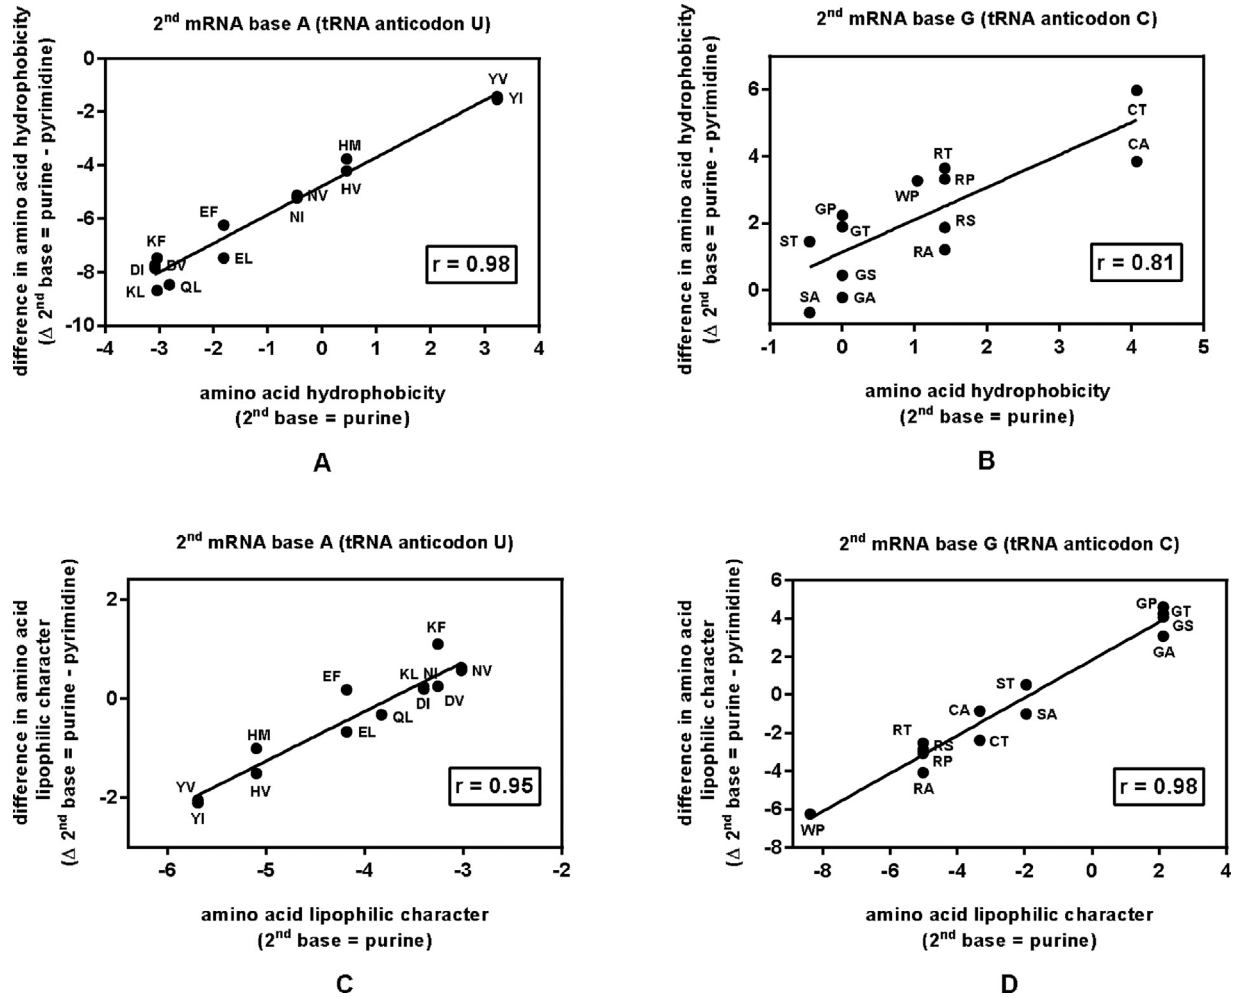 2nd mRNA base A (tRNA anticodon U)
difference in amino acid hydrophobicity
(Δ 2nd base = purine - pyrimidine)
0
-2
-4
-6
-8
-10
YV
YI
HM
HV
NV
NI
EF
EL
KF
DI
DV
KL
QL
r = 0.98
-4
-3
-2
-1
0
1
2
3
4
amino acid hydrophobicity
(2nd base = purine)
A
2nd mRNA base G (tRNA anticodon C)
difference in amino acid hydrophobicity
(Δ 2nd base = purine - pyrimidine)
6
4
2
0
CT
CA
RT
RP
WP
GP
GT
RS
RA
ST
GS
GA
SA
r = 0.81
-1
0
1
2
3
4
5
amino acid hydrophobicity
(2nd base = purine)
B
2nd mRNA base A (tRNA anticodon U)
difference in amino acid
lipophilic character
(Δ 2nd base = purine - pyrimidine)
2
0
-2
KF
EF
KL
NI
NV
DI
DV
QL
EL
HM
HV
YV
YI
r = 0.95
-6
-5
-4
-3
-2
amino acid lipophilic character
(2nd base = purine)
C
2nd mRNA base G (tRNA anticodon C)
difference in amino acid
lipophilic character
(Δ 2nd base = purine - pyrimidine)
6
4
2
0
-2
-4
-6
-8
GP
GT
GS
GA
ST
SA
CA
CT
RT
RS
RP
RA
WP
r = 0.98
-8
-6
-4
-2
0
2
4
amino acid lipophilic character
(2nd base = purine)
D